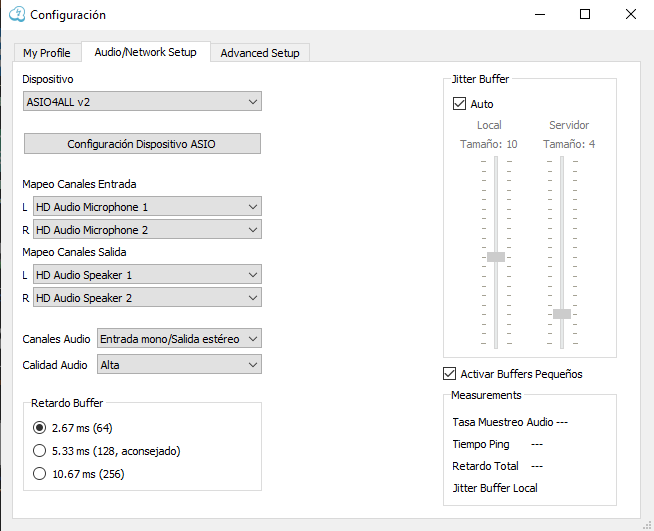 Configuración
My Profile
Audio/Network Setup
Advanced Setup
Dispositivo
ASIO4ALL v2
Configuración Dispositivo ASIO
Mapeo Canales Entrada
L HD Audio Microphone 1
R HD Audio Microphone 2
Mapeo Canales Salida
L HD Audio Speaker 1
R HD Audio Speaker 2
Canales Audio Entrada mono/Salida estéreo
Calidad Audio Alta
Retardo Buffer
2.67 ms (64)
5.33 ms (128, aconsejado)
10.67 ms (256)
Jitter Buffer
Auto
Local Servidor
Tamaño: 10 Tamaño: 4
Activar Buffers Pequeños
Measurements
Tasa Muestreo Audio ---
Tiempo Ping ---
Retardo Total ---
Jitter Buffer Local